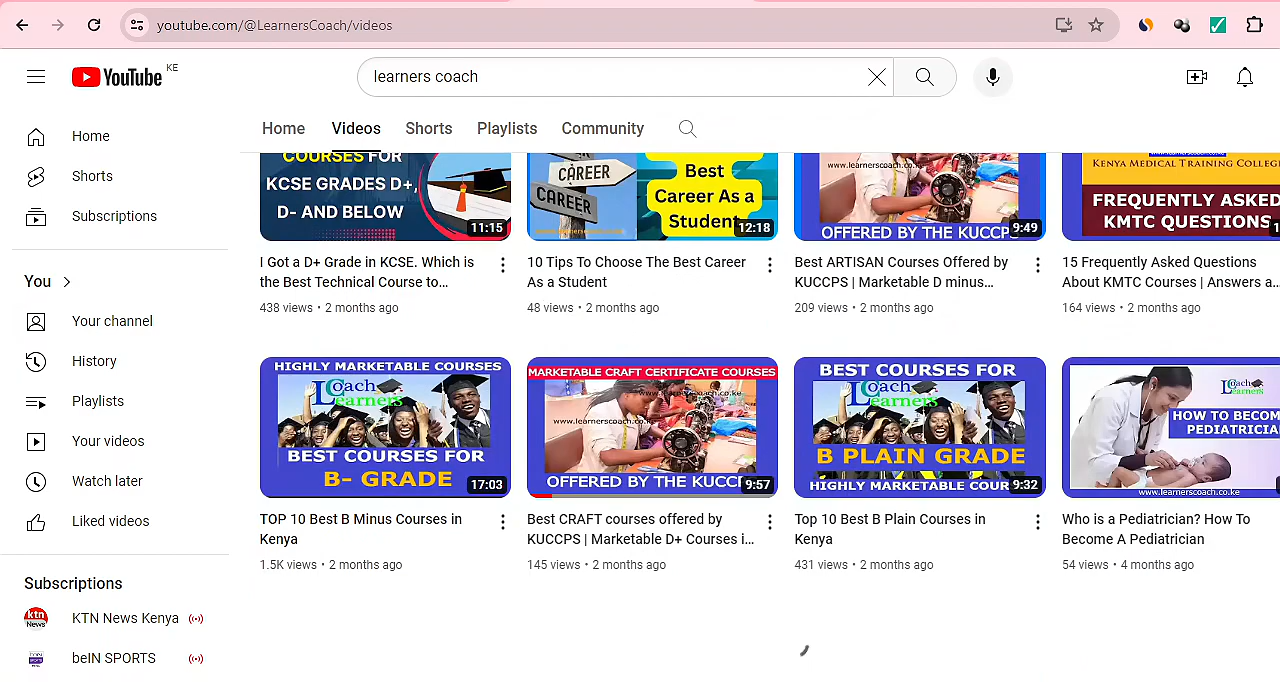 youtube.com/@LearnersCoach/videos
YouTube KE
learners coach
Home
Videos
Shorts
Playlists
Community
Home
Shorts
Subscriptions
You
Your channel
History
Playlists
Your videos
Watch later
Liked videos
Subscriptions
ktn News
KTN News Kenya
beIN SPORTS
COURSES FOR
KCSE GRADES D+,
D- AND BELOW
11:15
I Got a D+ Grade in KCSE. Which is
the Best Technical Course to…
438 views • 2 months ago
CAREER
CAREER
Best
Career As a
Student
12:18
10 Tips To Choose The Best Career
As a Student
48 views • 2 months ago
www.learnerscoach.co
OFFERED BY THE KUCCPS
9:49
Best ARTISAN Courses Offered by
KUCCPS | Marketable D minus…
209 views • 2 months ago
KENYA MEDICAL TRAINING COLLEG
FREQUENTLY ASKED
KMTC QUESTIONS
15 Frequently Asked Questions
About KMTC Courses | Answers a…
164 views • 2 months ago
HIGHLY MARKETABLE COURSES
Coach
Learners
BEST COURSES FOR
B- GRADE
17:03
TOP 10 Best B Minus Courses in
Kenya
1.5K views • 2 months ago
MARKETABLE CRAFT CERTIFICATE COURSES
www.learnerscoach.co.ke
www.learnerscoach.co.ke
OFFERED BY THE KUCCP
9:57
Best CRAFT courses offered by
KUCCPS | Marketable D+ Courses i…
145 views • 2 months ago
BEST COURSES FOR
Coach
Learners
B PLAIN GRADE
HIGHLY MARKETABLE COUR
9:32
Top 10 Best B Plain Courses in
Kenya
431 views • 2 months ago
Coach
Learners
HOW TO BECOM
PEDIATRICIA
www.learnerscoach.co.ke
Who is a Pediatrician? How To
Become A Pediatrician
54 views • 4 months ago